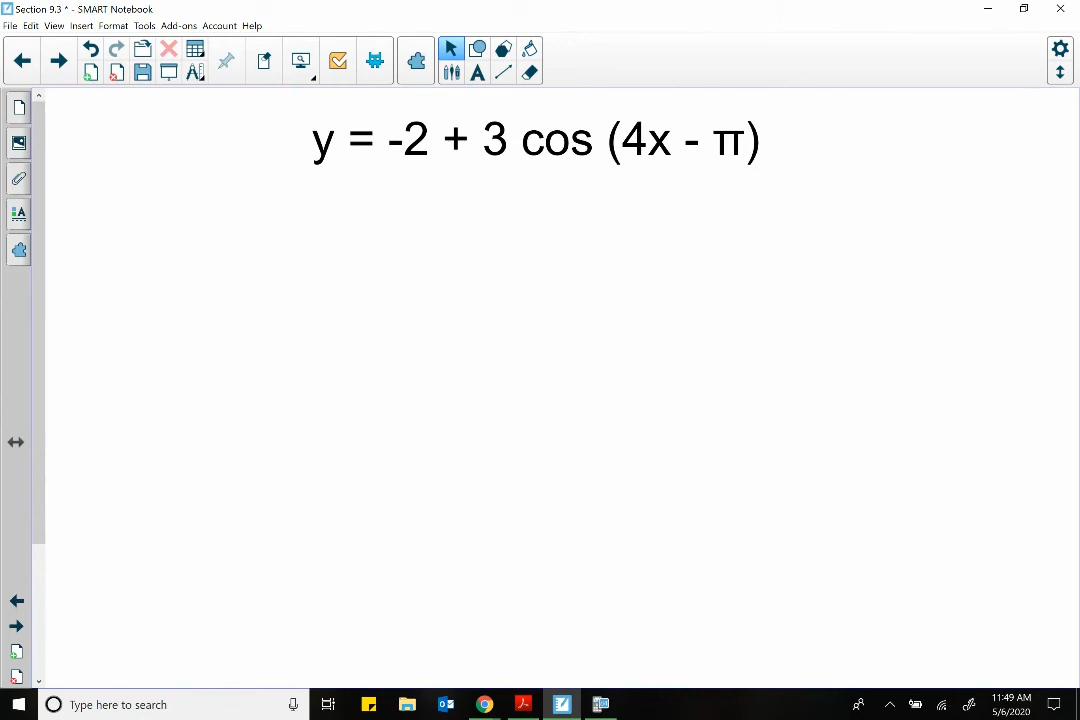 Section 9.3 * - SMART Notebook
File Edit View Insert Format Tools Add-ons Account Help
y = -2 + 3 cos (4x - π)
Type here to search
11:49 AM
5/6/2020